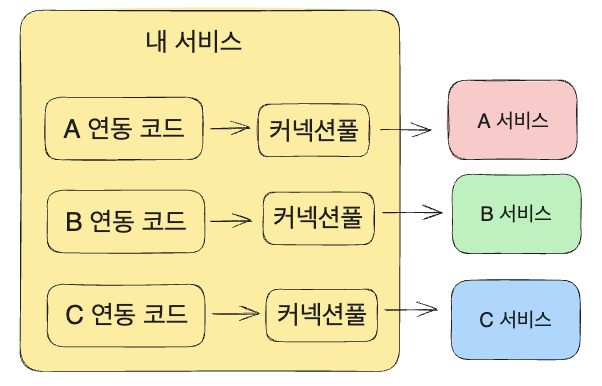 내 서비스
A 연동 코드
커넥션풀
A 서비스
B 연동 코드
커넥션풀
B 서비스
C 연동 코드
커넥션풀
C 서비스